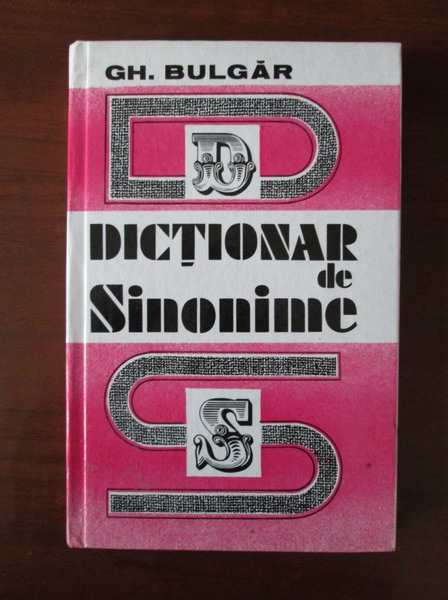 GH. BULGĂR
D
DICȚIONAR
de
Sinonime
S